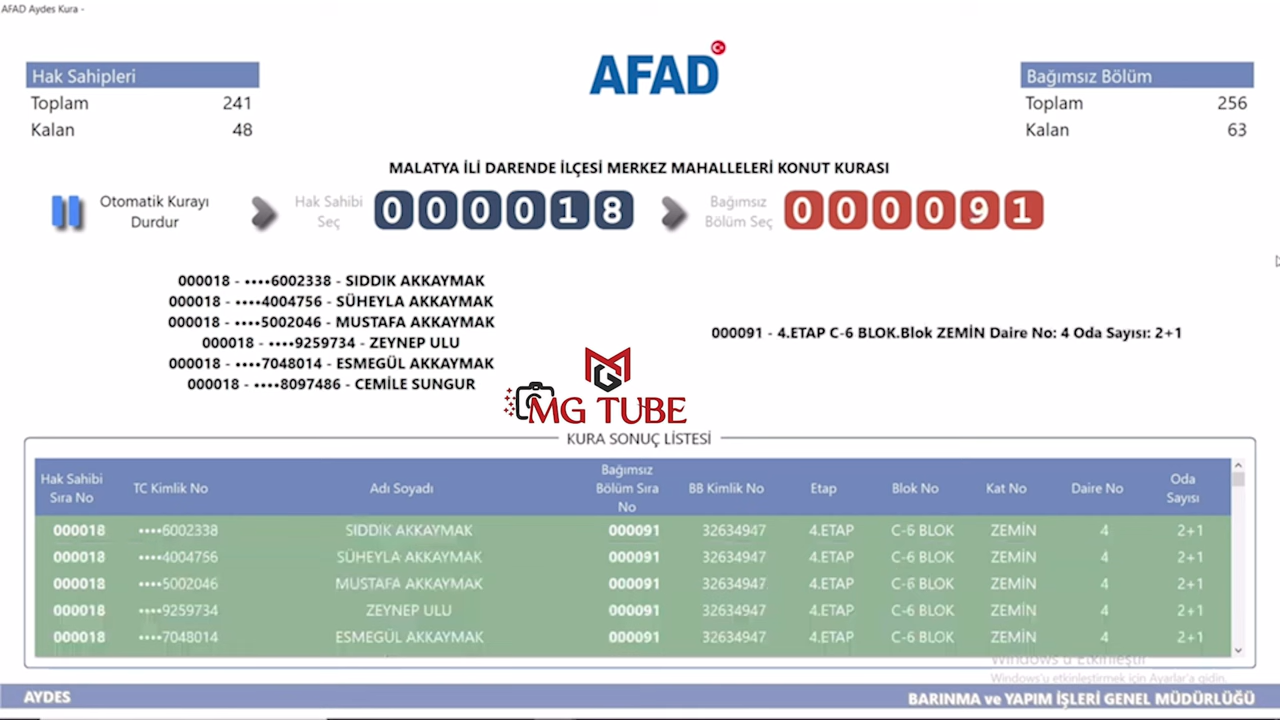 AFAD Aydes Kura -
AFAD
Hak Sahipleri
Toplam 241
Kalan 48
Bağımsız Bölüm
Toplam 256
Kalan 63
MALATYA İLİ DARENDE İLÇESİ MERKEZ MAHALLELERİ KONUT KURASI
Otomatik Kurayı
Durdur
Hak Sahibi
Seç
000018
Bağımsız
Bölüm Seç
000091
000018 - ••••6002338 - SIDDIK AKKAYMAK
000018 - ••••4004756 - SÜHEYLA AKKAYMAK
000018 - ••••5002046 - MUSTAFA AKKAYMAK
000018 - ••••9259734 - ZEYNEP ULU
000018 - ••••7048014 - ESMEGÜL AKKAYMAK
000018 - ••••8097486 - CEMİLE SUNGUR
000091 - 4.ETAP C-6 BLOK.Blok ZEMİN Daire No: 4 Oda Sayısı: 2+1
MG TUBE
KURA SONUÇ LİSTESİ
Hak Sahibi Sıra No TC Kimlik No Adı Soyadı Bağımsız Bölüm Sıra No BB Kimlik No Etap Blok No Kat No Daire No Oda Sayısı
000018 ••••6002338 SIDDIK AKKAYMAK 000091 32634947 4.ETAP C-6 BLOK ZEMİN 4 2+1
000018 ••••4004756 SÜHEYLA AKKAYMAK 000091 32634947 4.ETAP C-6 BLOK ZEMİN 4 2+1
000018 ••••5002046 MUSTAFA AKKAYMAK 000091 32634947 4.ETAP C-6 BLOK ZEMİN 4 2+1
000018 ••••9259734 ZEYNEP ULU 000091 32634947 4.ETAP C-6 BLOK ZEMİN 4 2+1
000018 ••••7048014 ESMEGÜL AKKAYMAK 000091 32634947 4.ETAP C-6 BLOK ZEMİN 4 2+1
Windows'u Etkinleştir
Windows'u etkinleştirmek için Ayarlar'a gidin.
AYDES
BARINMA ve YAPIM İŞLERİ GENEL MÜDÜRLÜĞÜ